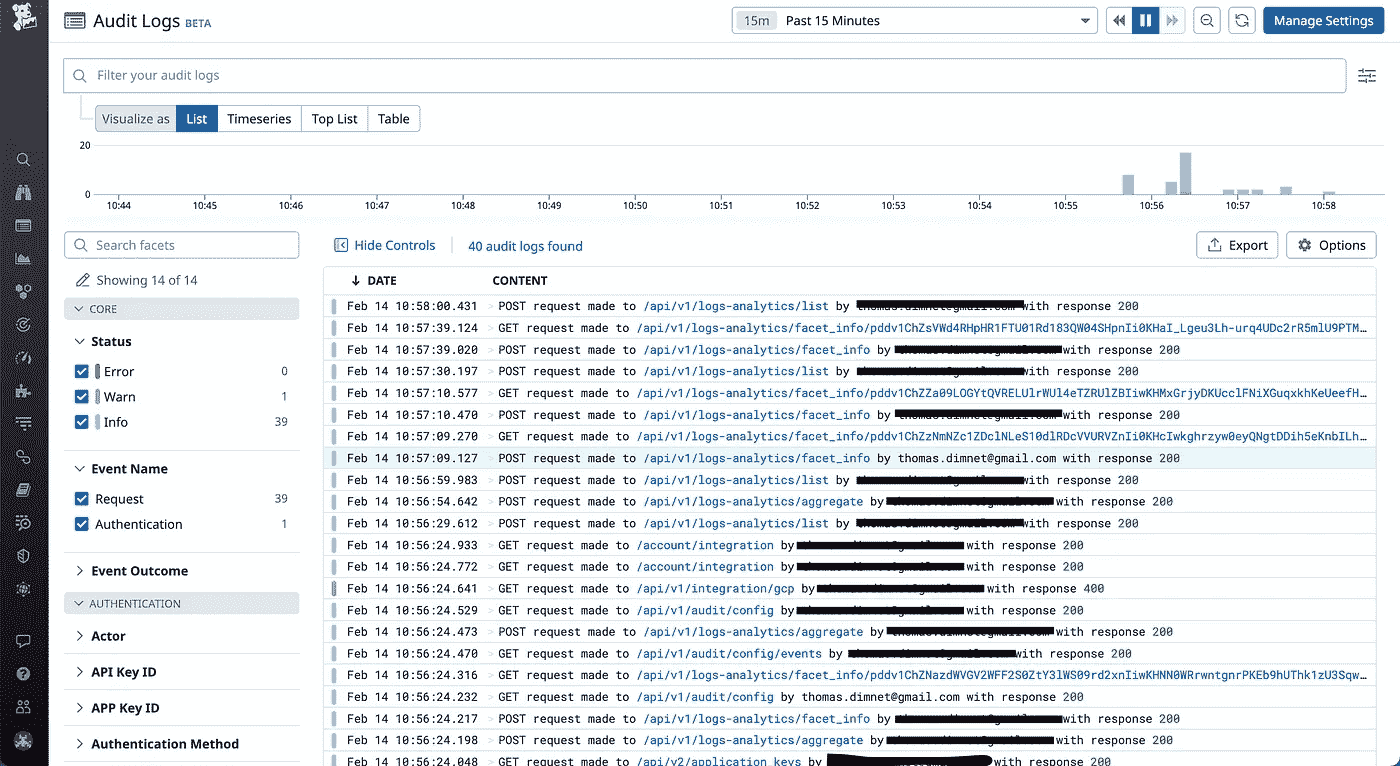 Audit Logs BETA
15m Past 15 Minutes
Manage Settings
Filter your audit logs
Visualize as List Timeseries Top List Table
20
0
10:44 10:45 10:46 10:47 10:48 10:49 10:50 10:51 10:52 10:53 10:54 10:55 10:56 10:57 10:58
Search facets
Showing 14 of 14
CORE
Status
Error 0
Warn 1
Info 39
Event Name
Request 39
Authentication 1
Event Outcome
AUTHENTICATION
Actor
API Key ID
APP Key ID
Authentication Method
Hide Controls
40 audit logs found
Export
Options
DATE CONTENT
Feb 14 10:58:00.431 POST request made to /api/v1/logs-analytics/list by with response 200
Feb 14 10:57:39.124 GET request made to /api/v1/logs-analytics/facet_info/
Feb 14 10:57:39.020 POST request made to /api/v1/logs-analytics/facet_info by with response 200
Feb 14 10:57:30.197 POST request made to /api/v1/logs-analytics/list by with response 200
Feb 14 10:57:10.577 GET request made to /api/v1/logs-analytics/facet_info/
Feb 14 10:57:10.470 POST request made to /api/v1/logs-analytics/facet_info by with response 200
Feb 14 10:57:09.270 GET request made to /api/v1/logs-analytics/facet_info/
Feb 14 10:57:09.127 POST request made to /api/v1/logs-analytics/facet_info by thomas.dimnet@gmail.com with response 200
Feb 14 10:56:59.983 POST request made to /api/v1/logs-analytics/list by with response 200
Feb 14 10:56:54.642 POST request made to /api/v1/logs-analytics/aggregate by with response 200
Feb 14 10:56:29.612 POST request made to /api/v1/logs-analytics/list by with response 200
Feb 14 10:56:24.933 GET request made to /account/integration by with response 200
Feb 14 10:56:24.772 GET request made to /account/integration by with response 200
Feb 14 10:56:24.641 GET request made to /api/v1/integration/gcp by with response 400
Feb 14 10:56:24.529 GET request made to /api/v1/audit/config by with response 200
Feb 14 10:56:24.473 POST request made to /api/v1/logs-analytics/aggregate by with response 200
Feb 14 10:56:24.470 GET request made to /api/v1/audit/config/events by with response 200
Feb 14 10:56:24.316 GET request made to /api/v1/logs-analytics/facet_info/
Feb 14 10:56:24.232 GET request made to /api/v1/audit/config by thomas.dimnet@gmail.com with response 200
Feb 14 10:56:24.217 POST request made to /api/v1/logs-analytics/facet_info by with response 200
Feb 14 10:56:24.198 POST request made to /api/v1/logs-analytics/aggregate by with response 200
Feb 14 10:56:24.048 GET request made to /api/v2/application_keys by with response 200